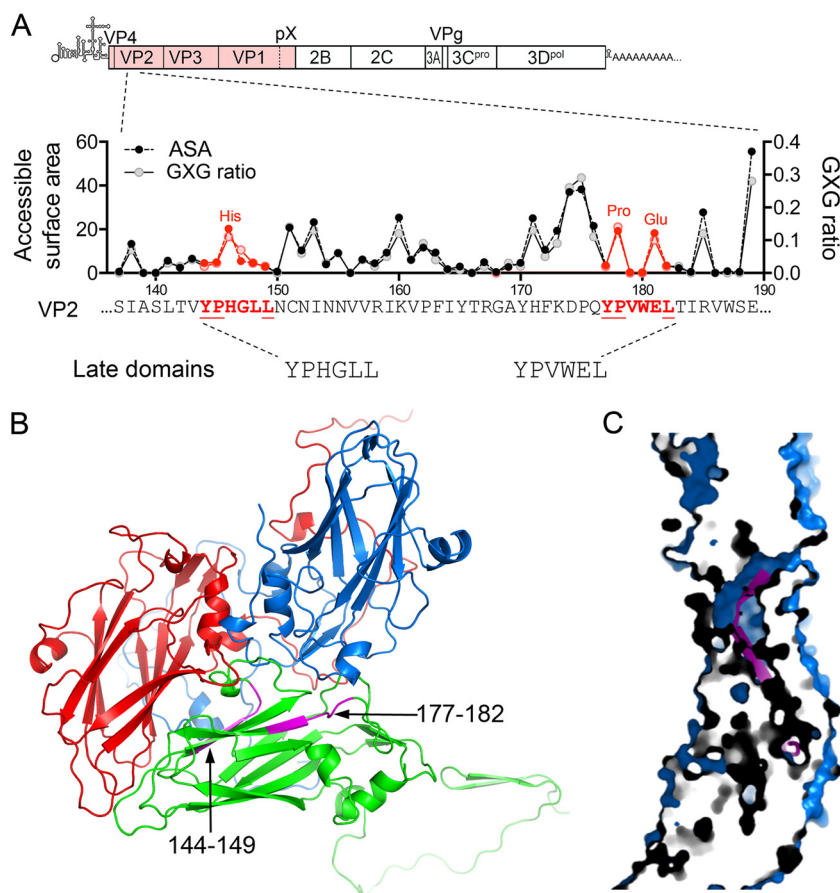 A
VP4 pX VPg
VP2 VP3 VP1 2B 2C 3A 3Cpro 3Dpol AAAAAAAAA...
60 0.4
ASA
GXG ratio
40 0.3
His Pro Glu
20 0.2
0.1
0 0.0
Accessible surface area
GXG ratio
140 150 160 170 180 190
VP2 ...SIASLTVYPHGLLNCNINNVVRIKVPFIYTRGAYHFKDPQYPVWELTIRVWSE...
Late domains YPHGLL YPVWEL
B C
177-182
144-149